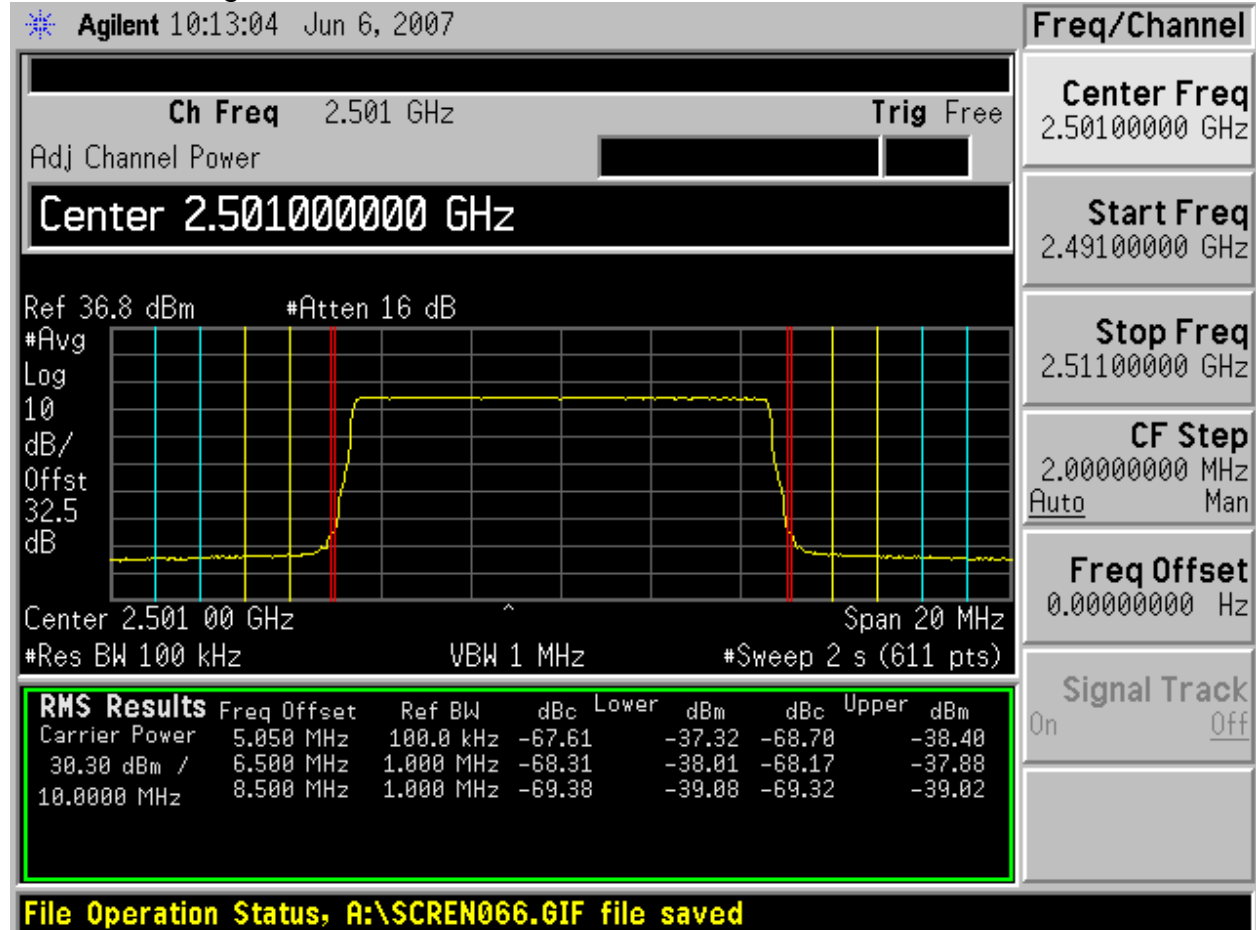 Agilent 10:13:04 Jun 6, 2007
Freq/Channel
Ch Freq 2.501 GHz Trig Free
Adj Channel Power
Center 2.501000000 GHz
Ref 36.8 dBm #Atten 16 dB
#Avg
Log
10
dB/
Offst
32.5
dB
Center 2.501 00 GHz ^ Span 20 MHz
#Res BW 100 kHz VBW 1 MHz #Sweep 2 s (611 pts)
RMS Results Freq Offset Ref BW dBc Lower dBm dBc Upper dBm
Carrier Power 5.050 MHz 100.0 kHz -67.61 -37.32 -68.70 -38.40
30.30 dBm / 6.500 MHz 1.000 MHz -68.31 -38.01 -68.17 -37.88
10.0000 MHz 8.500 MHz 1.000 MHz -69.38 -39.08 -69.32 -39.02
File Operation Status, A:\SCREN066.GIF file saved
Center Freq
2.50100000 GHz
Start Freq
2.49100000 GHz
Stop Freq
2.51100000 GHz
CF Step
2.00000000 MHz
Auto Man
Freq Offset
0.00000000 Hz
Signal Track
On Off